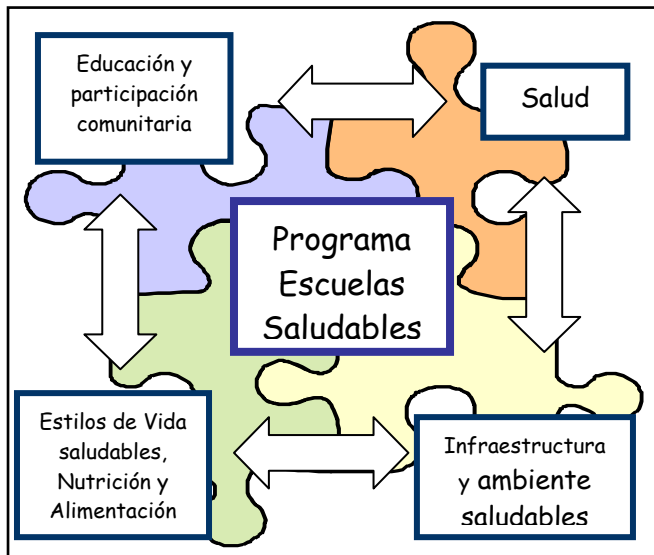 Educación y
participación
comunitaria
Salud
Programa
Escuelas
Saludables
Estilos de Vida
saludables,
Nutrición y
Alimentación
Infraestructura
y ambiente
saludables